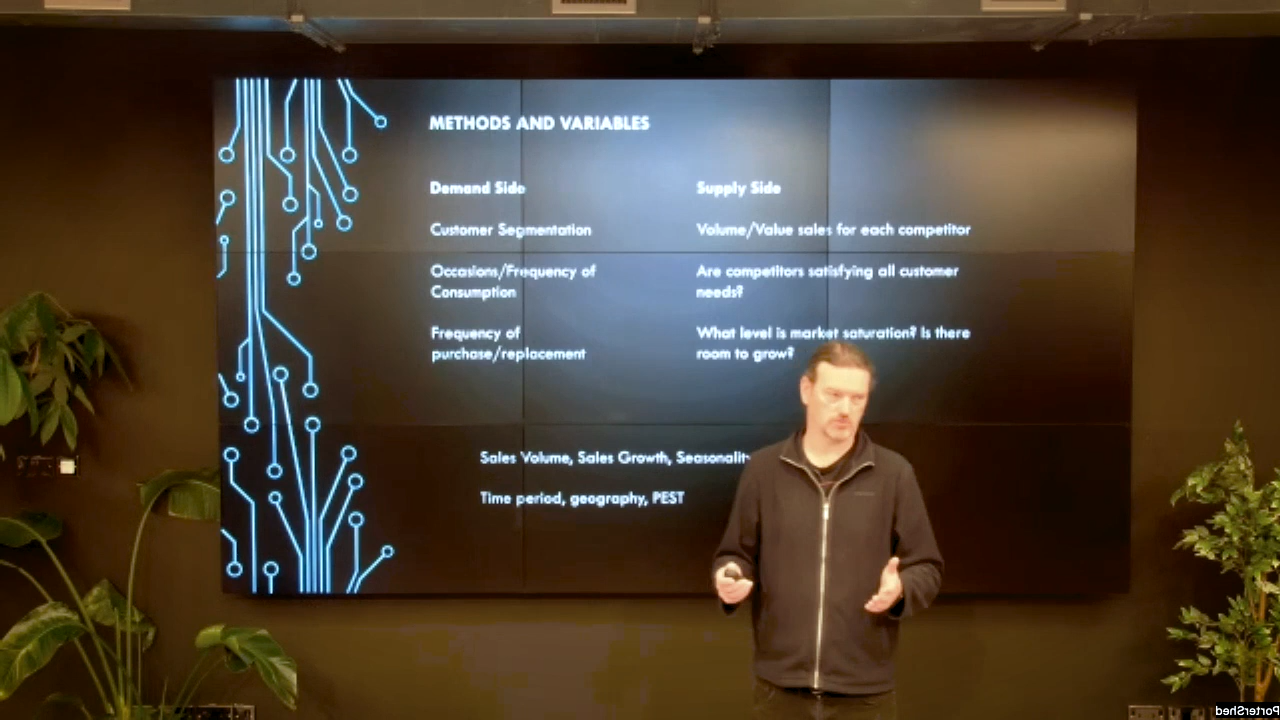 METHODS AND VARIABLES
Demand Side
Customer Segmentation
Occasions/Frequency of
Consumption
Frequency of
purchase/replacement
Supply Side
Volume/Value sales for each competitor
Are competitors satisfying all customer
needs?
What level is market saturation? Is there
room to grow?
Sales Volume, Sales Growth, Seasonality
Time period, geography, PEST
PorterShed